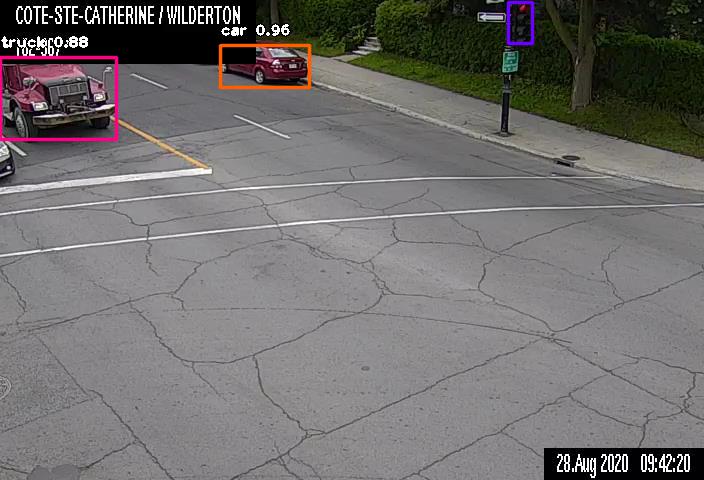 COTE-STE-CATHERINE / WILDERTON
car 0.96
truck 0.88
28.Aug 2020 09:42:20